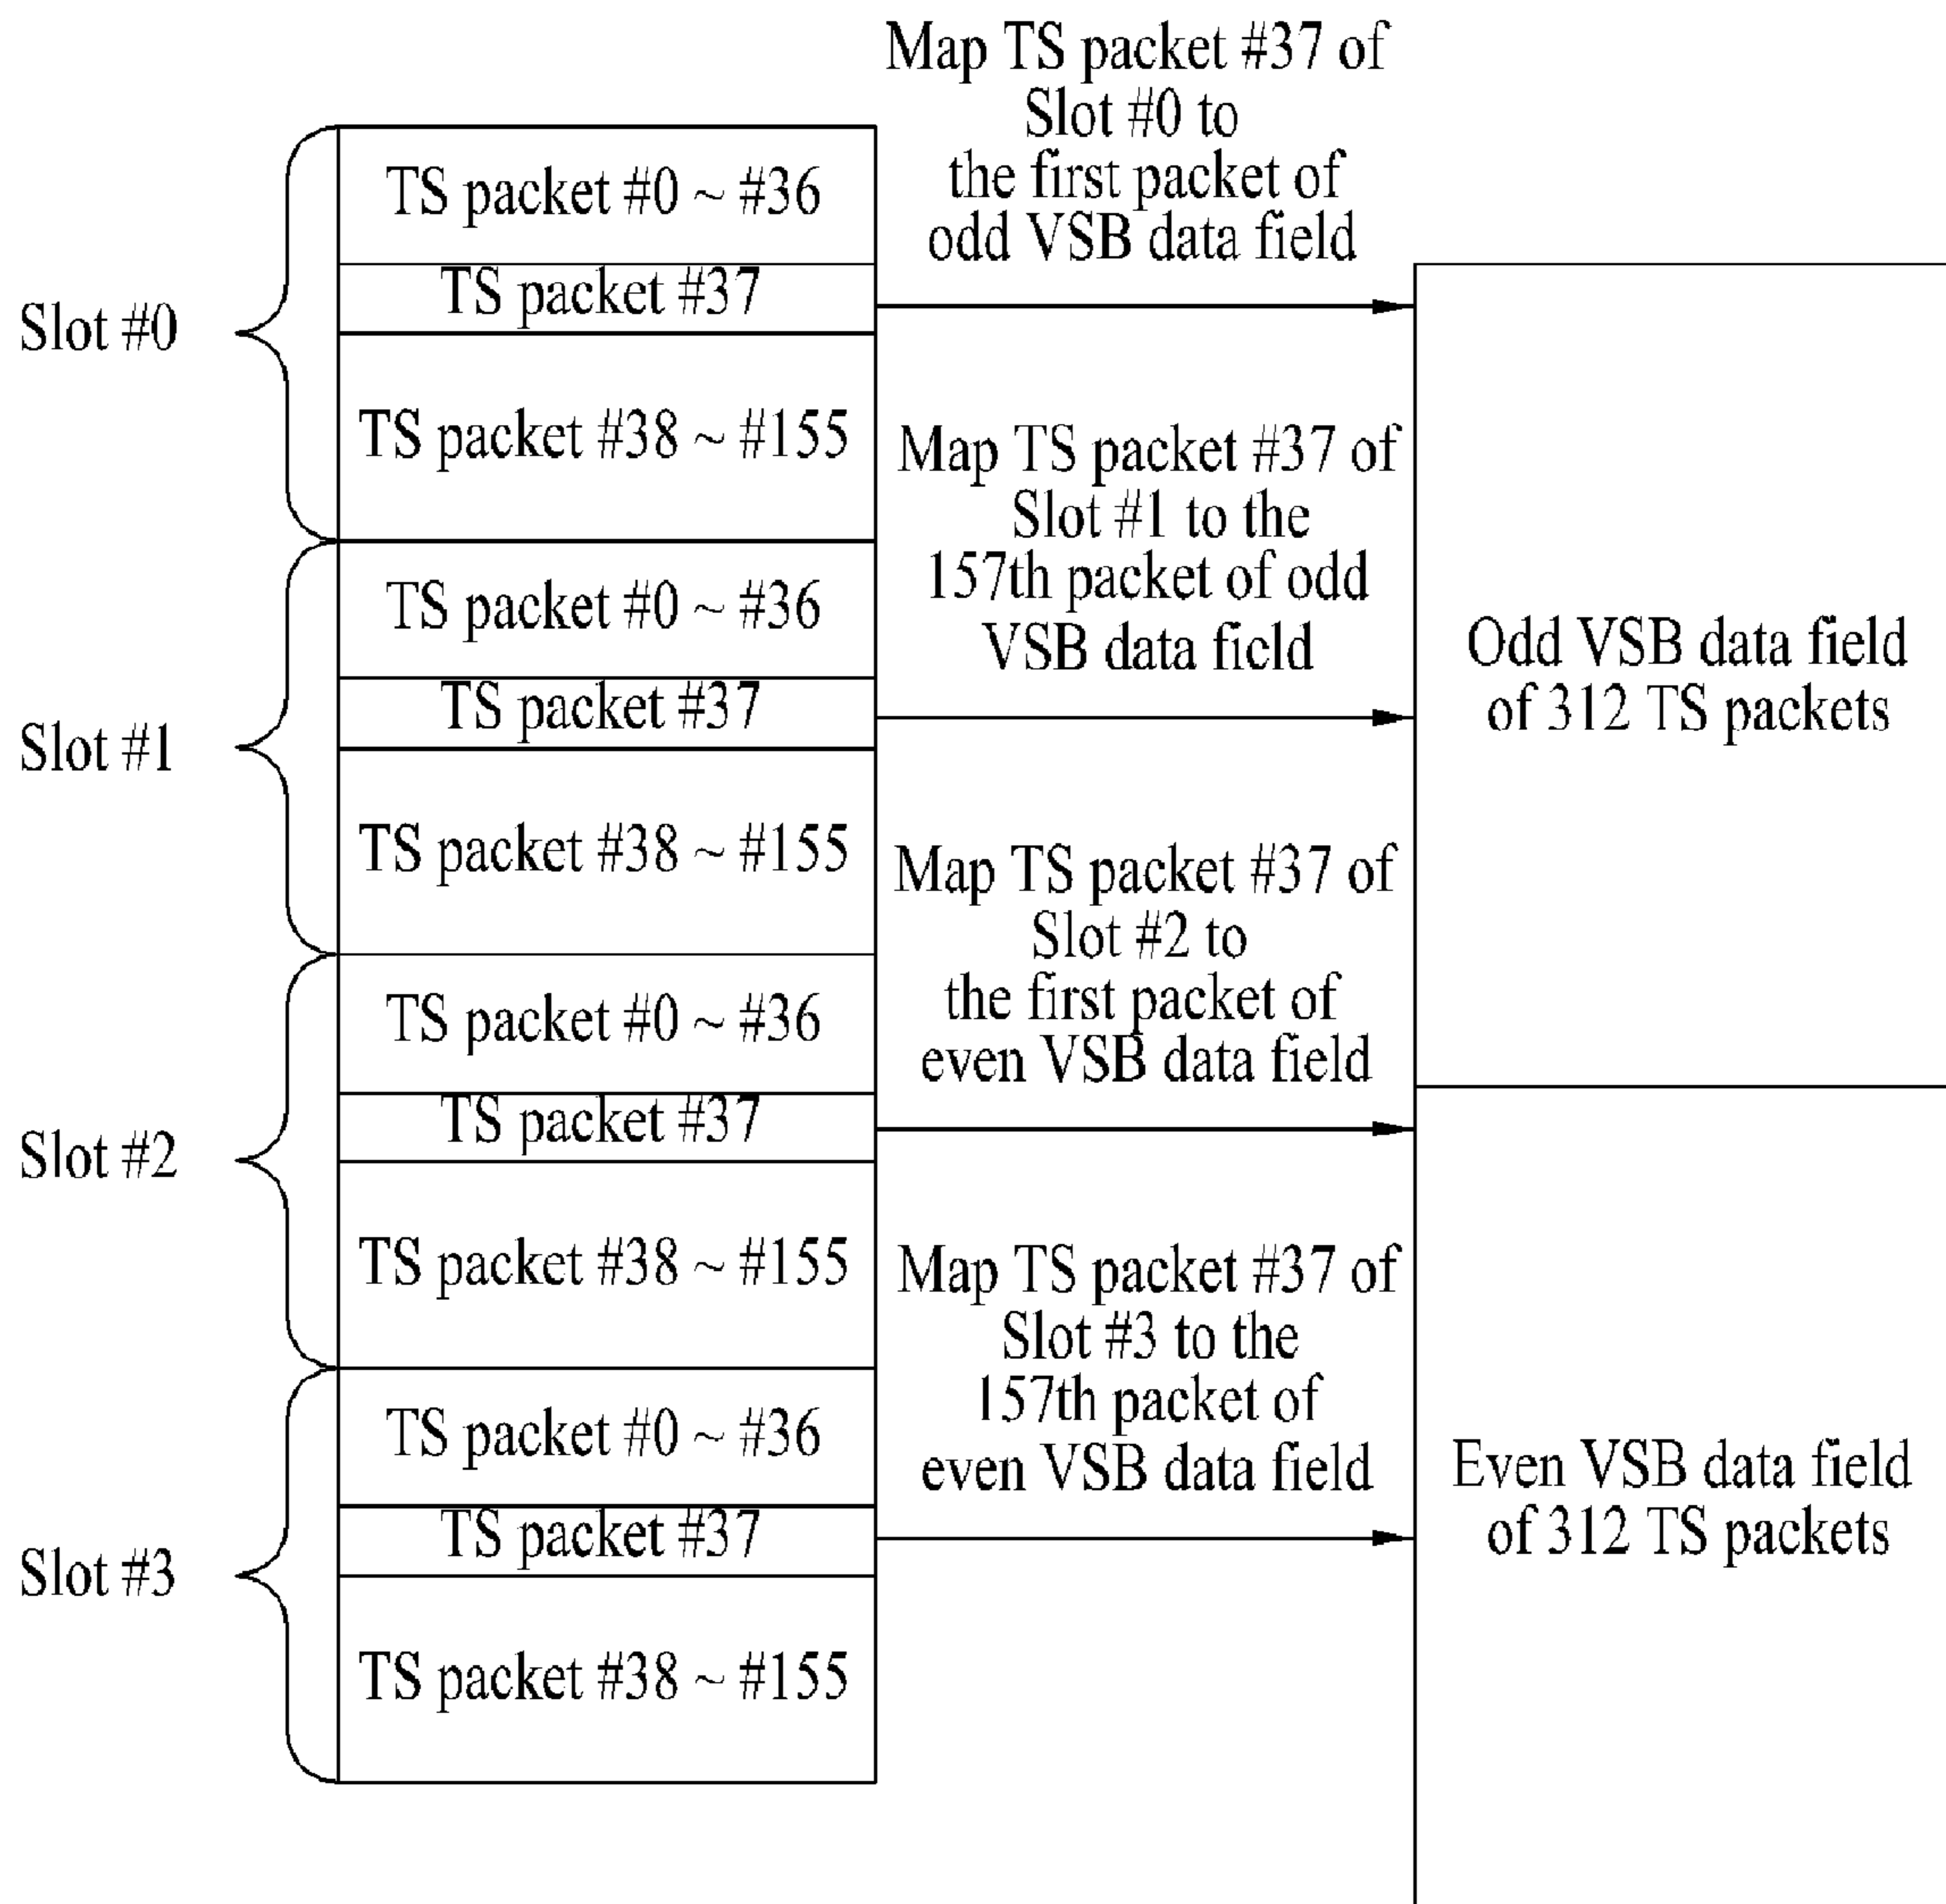 Map TS packet #37 of
Slot #0 to
the first packet of
odd VSB data field
Slot #0
TS packet #0 ~ #36
TS packet #37
TS packet #38 ~ #155
Map TS packet #37 of
Slot #1 to the
157th packet of odd
VSB data field
Slot #1
TS packet #0 ~ #36
TS packet #37
TS packet #38 ~ #155
Odd VSB data field
of 312 TS packets
Map TS packet #37 of
Slot #2 to
the first packet of
even VSB data field
Slot #2
TS packet #0 ~ #36
TS packet #37
TS packet #38 ~ #155
Map TS packet #37 of
Slot #3 to the
157th packet of
even VSB data field
Slot #3
TS packet #0 ~ #36
TS packet #37
TS packet #38 ~ #155
Even VSB data field
of 312 TS packets